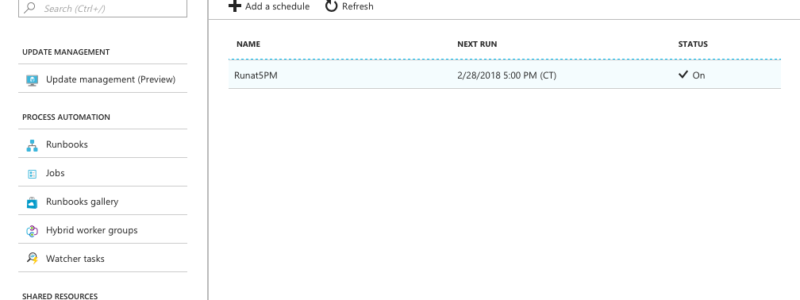 Search (Ctrl+/)
Add a schedule Refresh
UPDATE MANAGEMENT
Update management (Preview)
PROCESS AUTOMATION
Runbooks
Jobs
Runbooks gallery
Hybrid worker groups
Watcher tasks
SHARED RESOURCES
NAME NEXT RUN STATUS
Runat5PM 2/28/2018 5:00 PM (CT) On